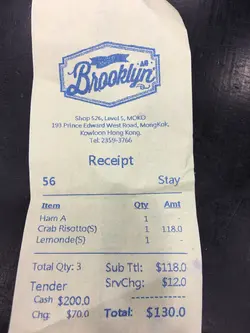 Brooklyn
Shop 526, Level 5, MOKO
193 Prince Edward West Road, MongKok,
Kowloon Hong Kong.
Tel: 2359-3766
Receipt
56 Stay
Item Qty Amt
Ham A 1 -
Crab Risotto(S) 1 118.0
Lemonde(S) 1 -
Total Qty: 3 Sub Ttl: $118.0
SrvChg: $12.0
Tender
Cash $200.0
Chg: $70.0 Total: $130.0